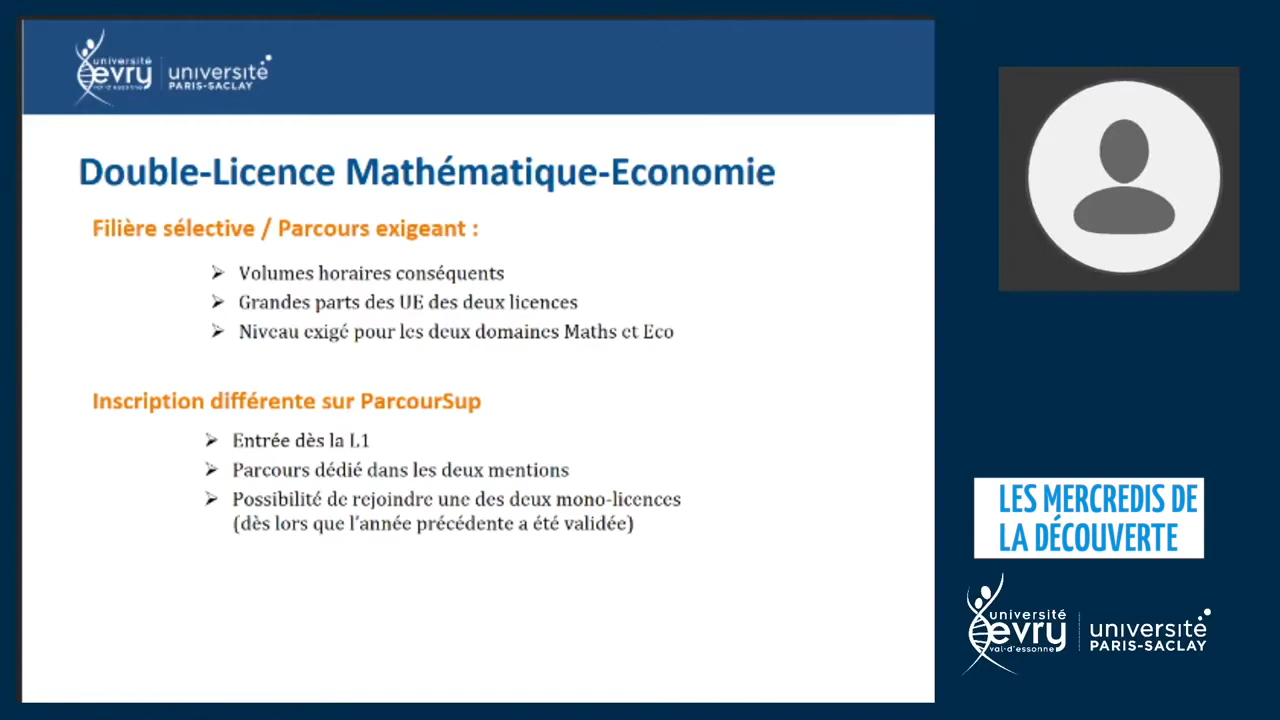 université
evry
val-d'essonne
université
PARIS-SACLAY
Double-Licence Mathématique-Economie
Filière sélective / Parcours exigeant :
Volumes horaires conséquents
Grandes parts des UE des deux licences
Niveau exigé pour les deux domaines Maths et Eco
Inscription différente sur ParcourSup
Entrée dès la L1
Parcours dédié dans les deux mentions
Possibilité de rejoindre une des deux mono-licences
(dès lors que l'année précédente a été validée)
LES MERCREDIS DE
LA DÉCOUVERTE
université
evry
val-d'essonne
université
PARIS-SACLAY